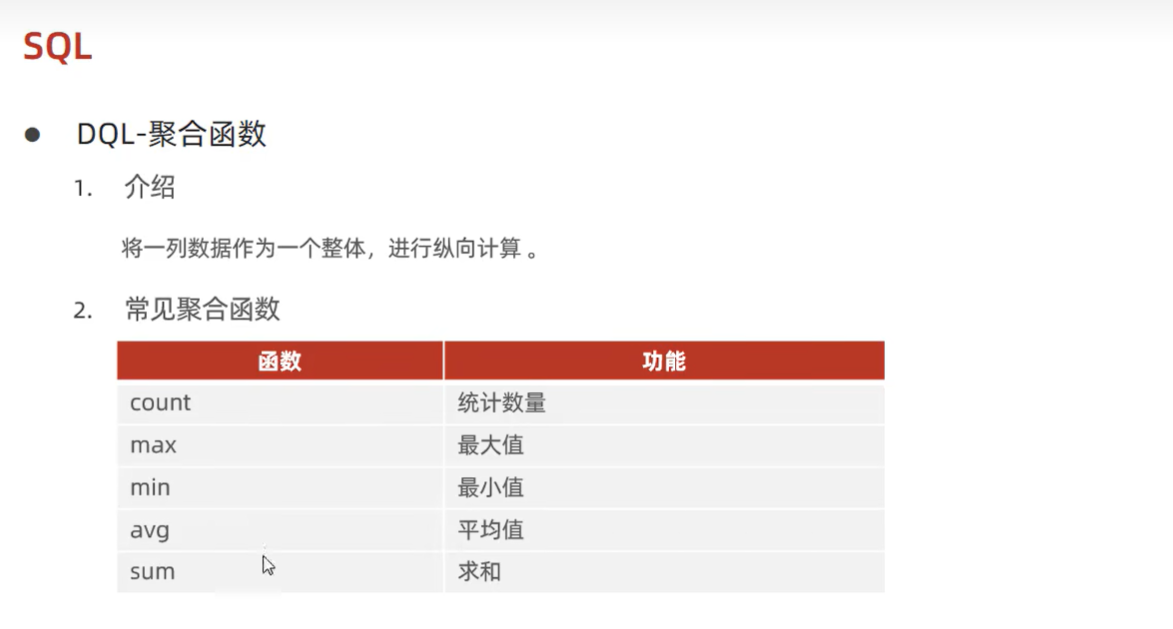 SQL
DQL-聚合函数
1. 介绍
将一列数据作为一个整体，进行纵向计算 。
2. 常见聚合函数
函数 功能
count 统计数量
max 最大值
min 最小值
avg 平均值
sum 求和